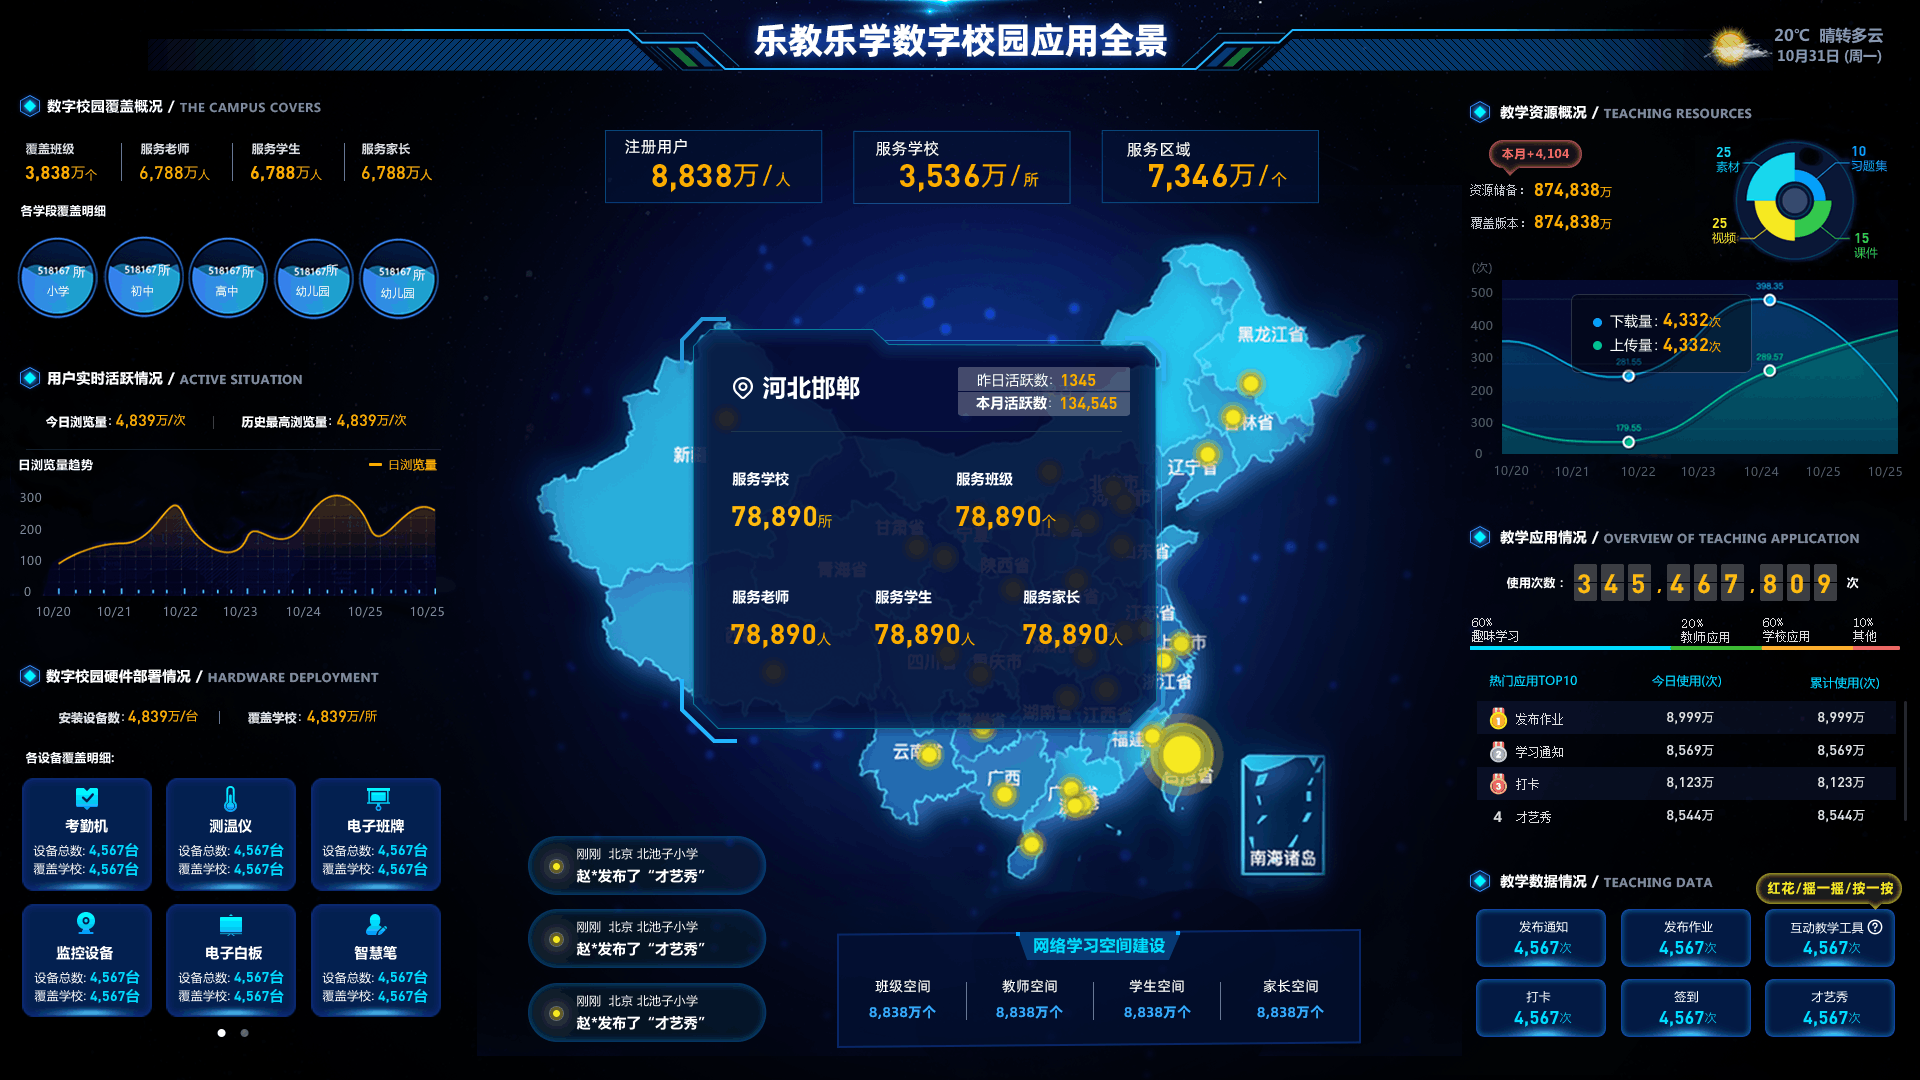 乐教乐学数字校园应用全景
20℃ 晴转多云
10月31日 (周一)
数字校园覆盖概况 / THE CAMPUS COVERS
覆盖班级 服务老师 服务学生 服务家长
3,838万个 6,788万人 6,788万人 6,788万人
各学段覆盖明细
518167所 518167所 518167所 518167所 518167所
小学 初中 高中 幼儿园 幼儿园
用户实时活跃情况 / ACTIVE SITUATION
今日浏览量: 4,839万/次 历史最高浏览量: 4,839万/次
日浏览量趋势 日浏览量
300
200
100
0
10/20 10/21 10/22 10/23 10/24 10/25 10/25
数字校园硬件部署情况 / HARDWARE DEPLOYMENT
安装设备数: 4,839万/台 覆盖学校: 4,839万/所
各设备覆盖明细:
考勤机 测温仪 电子班牌
设备总数: 4,567台 设备总数: 4,567台 设备总数: 4,567台
覆盖学校: 4,567台 覆盖学校: 4,567台 覆盖学校: 4,567台
监控设备 电子白板 智慧笔
设备总数: 4,567台 设备总数: 4,567台 设备总数: 4,567台
覆盖学校: 4,567台 覆盖学校: 4,567台 覆盖学校: 4,567台
注册用户 服务学校 服务区域
8,838万/人 3,536万/所 7,346万/个
黑龙江省
吉林省
辽宁省
新疆
河北邯郸
昨日活跃数: 1345
本月活跃数: 134,545
服务学校 服务班级
78,890所 78,890个
服务老师 服务学生 服务家长
78,890人 78,890人 78,890人
甘肃省
青海省
陕西省
山东省
江苏省
上海市
四川省
重庆市
浙江省
湖南省
江西省
贵州省
福建
云南省
广西
台湾省
南海诸岛
刚刚 北京 北池子小学
赵*发布了“才艺秀”
刚刚 北京 北池子小学
赵*发布了“才艺秀”
刚刚 北京 北池子小学
赵*发布了“才艺秀”
网络学习空间建设
班级空间 教师空间 学生空间 家长空间
8,838万个 8,838万个 8,838万个 8,838万个
教学资源概况 / TEACHING RESOURCES
本月+4,104
资源储备: 874,838万
覆盖版本: 874,838万
25
素材
10
习题集
25
视频
15
课件
(次)
500
400
300
200
300
0
398.35
下载量: 4,332次
上传量: 4,332次
281.55
289.57
179.55
10/20 10/21 10/22 10/23 10/24 10/25 10/25
教学应用情况 / OVERVIEW OF TEACHING APPLICATION
使用次数: 345,467,809 次
60% 20% 60% 10%
趣味学习 教师应用 学校应用 其他
热门应用TOP10 今日使用(次) 累计使用(次)
1 发布作业 8,999万 8,999万
2 学习通知 8,569万 8,569万
3 打卡 8,123万 8,123万
4 才艺秀 8,544万 8,544万
教学数据情况 / TEACHING DATA
红花/摇一摇/按一按
发布通知 发布作业 互动教学工具 ?
4,567次 4,567次 4,567次
打卡 签到 才艺秀
4,567次 4,567次 4,567次